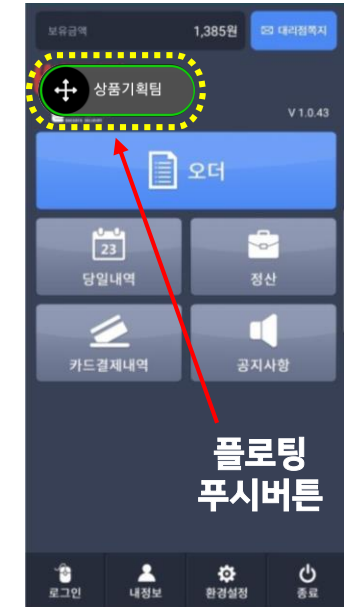 보유금액 1,385원 대리점쪽지
상품기획팀
V 1.0.43
오더
23
당일내역 정산
카드결제내역 공지사항
플로팅
푸시버튼
로그인 내정보 환경설정 종료